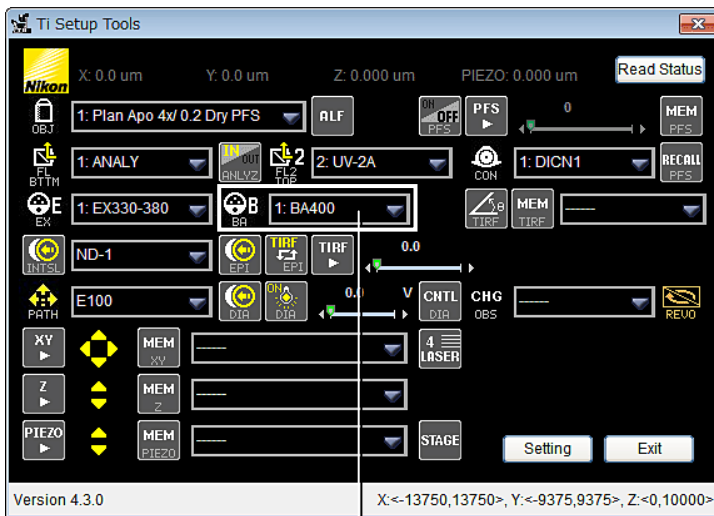 Ti Setup Tools
Nikon
X: 0.0 um Y: 0.0 um Z: 0.000 um PIEZO: 0.000 um Read Status
OBJ 1: Plan Apo 4x/ 0.2 Dry PFS ALF ON OFF PFS PFS 0 MEM PFS
FL BTTM 1: ANALY IN OUT ANLYZ 2 FL2 TOP 2: UV-2A CON 1: DICN1 RECALL PFS
E EX 1: EX330-380 B BA 1: BA400 θ TIRF MEM TIRF ------
INTSL ND-1 EPI TIRF EPI TIRF 0.0
PATH E100 DIA ON DIA 0.0 V CNTL DIA CHG OBS ------ REVO
XY MEM XY ------ 4 LASER
Z MEM Z ------
PIEZO MEM PIEZO ------ STAGE Setting Exit
Version 4.3.0 X:<-13750,13750>, Y:<-9375,9375>, Z:<0,10000>